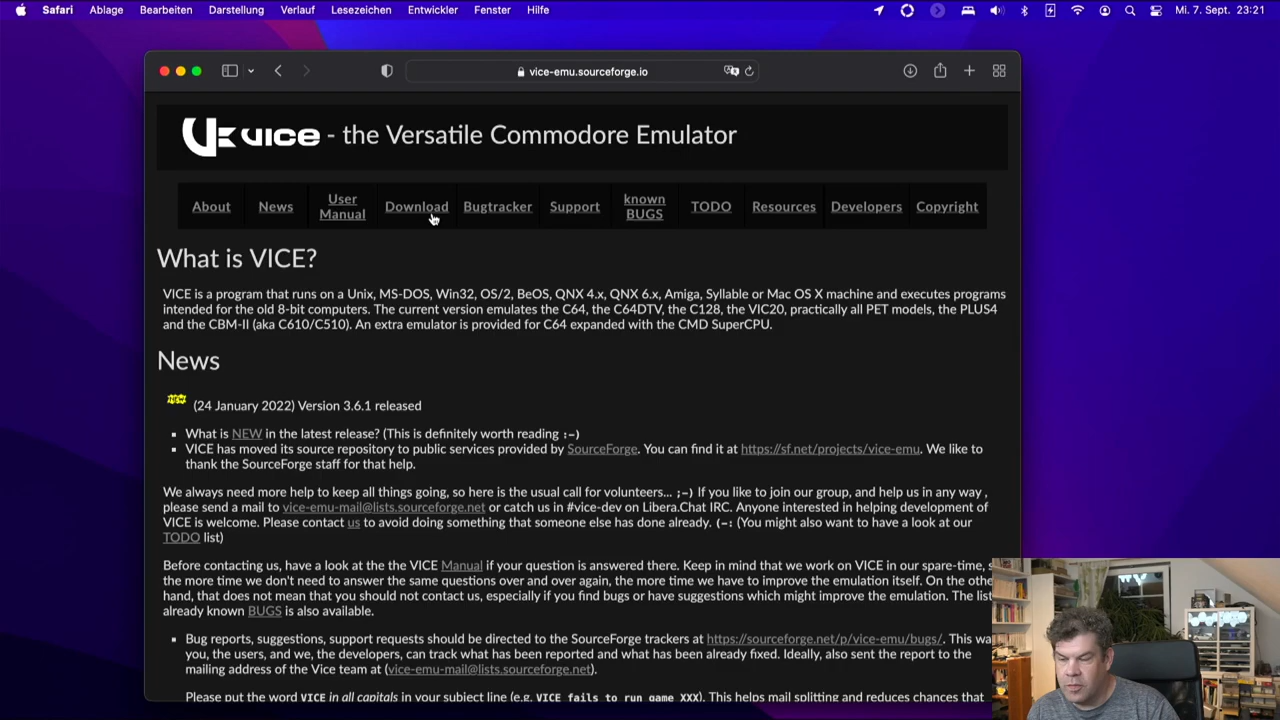 Safari Ablage Bearbeiten Darstellung Verlauf Lesezeichen Entwickler Fenster Hilfe Mi. 7. Sept. 23:21
vice-emu.sourceforge.io
VICE - the Versatile Commodore Emulator
About News User Manual Download Bugtracker Support known BUGS TODO Resources Developers Copyright
What is VICE?
VICE is a program that runs on a Unix, MS-DOS, Win32, OS/2, BeOS, QNX 4.x, QNX 6.x, Amiga, Syllable or Mac OS X machine and executes programs
intended for the old 8-bit computers. The current version emulates the C64, the C64DTV, the C128, the VIC20, practically all PET models, the PLUS4
and the CBM-II (aka C610/C510). An extra emulator is provided for C64 expanded with the CMD SuperCPU.
News
(24 January 2022) Version 3.6.1 released
What is NEW in the latest release? (This is definitely worth reading :-)
VICE has moved its source repository to public services provided by SourceForge. You can find it at https://sf.net/projects/vice-emu. We like to
thank the SourceForge staff for that help.
We always need more help to keep all things going, so here is the usual call for volunteers... ;-) If you like to join our group, and help us in any way ,
please send a mail to vice-emu-mail@lists.sourceforge.net or catch us in #vice-dev on Libera.Chat IRC. Anyone interested in helping development of
VICE is welcome. Please contact us to avoid doing something that someone else has done already. (-: (You might also want to have a look at our
TODO list)
Before contacting us, have a look at the the VICE Manual if your question is answered there. Keep in mind that we work on VICE in our spare-time, s
the more time we don't need to answer the same questions over and over again, the more time we have to improve the emulation itself. On the othe
hand, that does not mean that you should not contact us, especially if you find bugs or have suggestions which might improve the emulation. The list
already known BUGS is also available.
Bug reports, suggestions, support requests should be directed to the SourceForge trackers at https://sourceforge.net/p/vice-emu/bugs/. This wa
you, the users, and we, the developers, can track what has been reported and what has been already fixed. Ideally, also sent the report to the
mailing address of the Vice team at (vice-emu-mail@lists.sourceforge.net).
Please put the word VICE in all capitals in your subject line (e.g. VICE fails to run game XXX). This helps mail splitting and reduces chances that